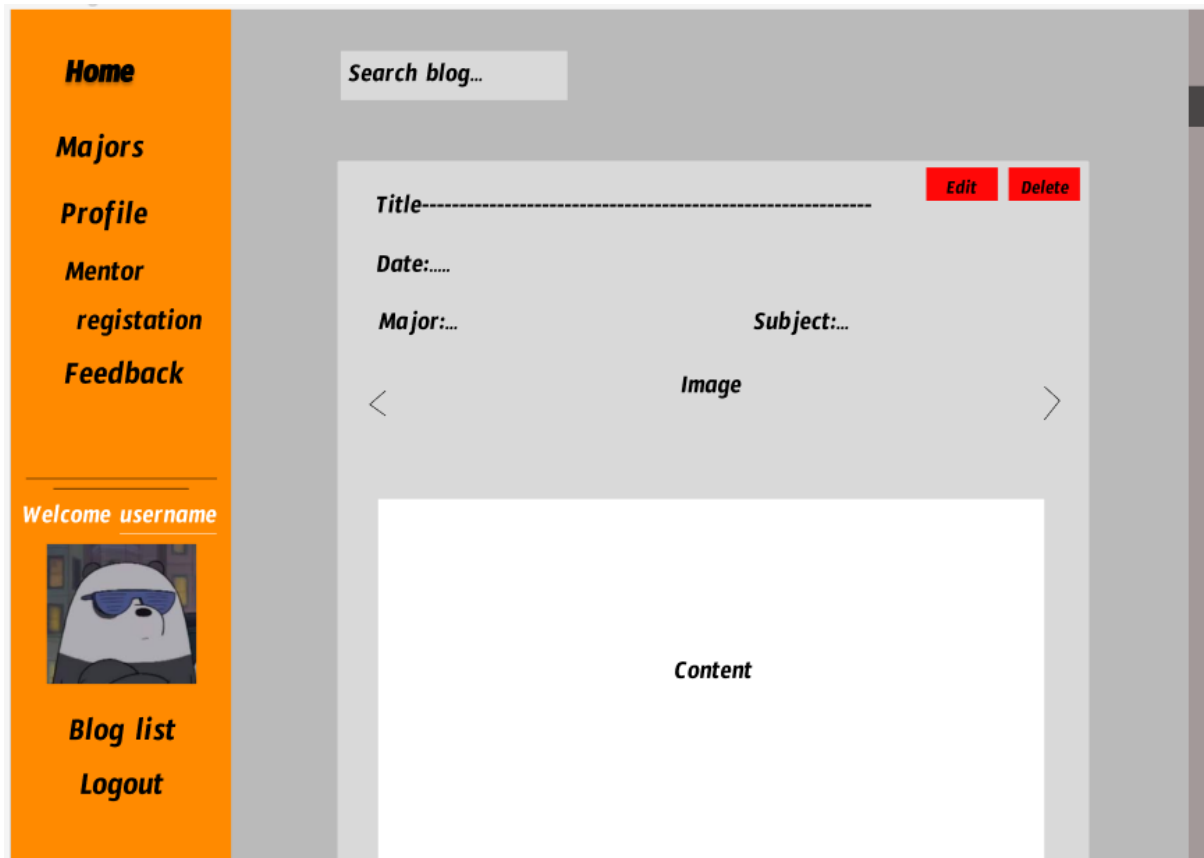 Home
Majors
Profile
Mentor
registation
Feedback
Welcome username
Blog list
Logout
Search blog...
Edit Delete
Title------------------------------------------------------------
Date:.....
Major:... Subject:...
Image
Content